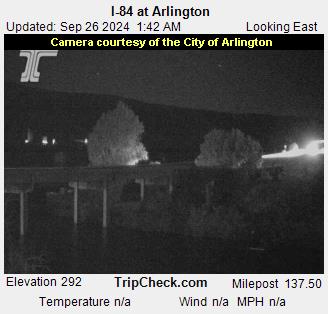 I-84 at Arlington
Updated: Sep 26 2024 1:42 AM Looking East
Camera courtesy of the City of Arlington
Elevation 292 TripCheck.com Milepost 137.50
Temperature n/a Wind n/a MPH n/a